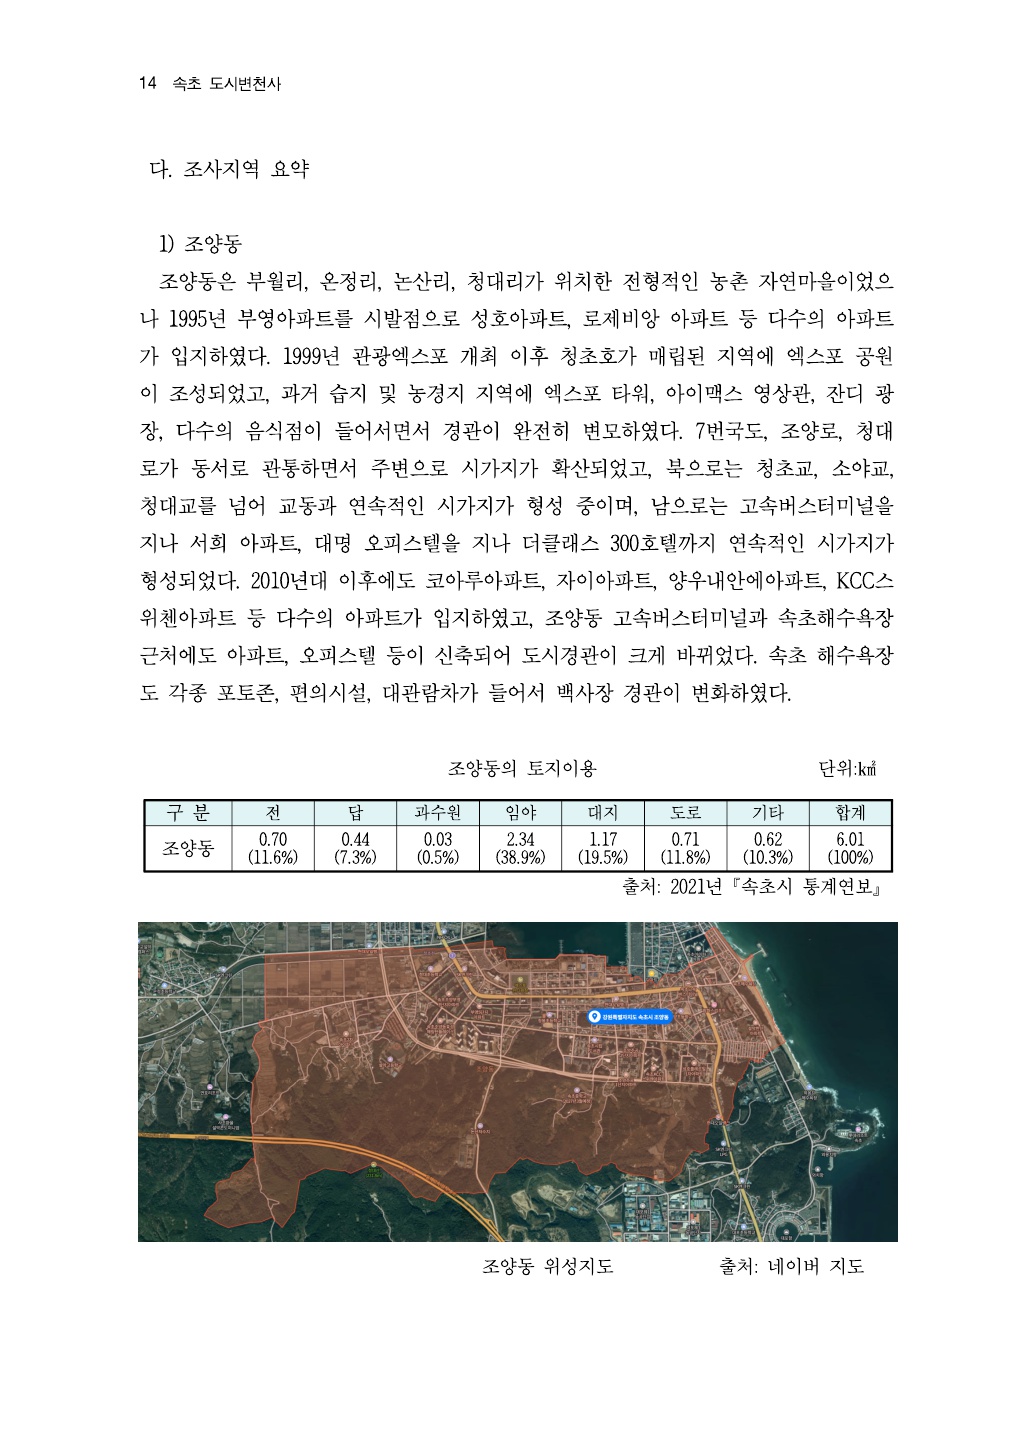 14 속초 도시변천사
다. 조사지역 요약
1) 조양동
조양동은 부월리, 온정리, 논산리, 청대리가 위치한 전형적인 농촌 자연마을이었으
나 1995년 부영아파트를 시발점으로 성호아파트, 로제비앙 아파트 등 다수의 아파트
가 입지하였다. 1999년 관광엑스포 개최 이후 청초호가 매립된 지역에 엑스포 공원
이 조성되었고, 과거 습지 및 농경지 지역에 엑스포 타워, 아이맥스 영상관, 잔디 광
장, 다수의 음식점이 들어서면서 경관이 완전히 변모하였다. 7번국도, 조양로, 청대
로가 동서로 관통하면서 주변으로 시가지가 확산되었고, 북으로는 청초교, 소야교,
청대교를 넘어 교동과 연속적인 시가지가 형성 중이며, 남으로는 고속버스터미널을
지나 서희 아파트, 대명 오피스텔을 지나 더클래스 300호텔까지 연속적인 시가지가
형성되었다. 2010년대 이후에도 코아루아파트, 자이아파트, 양우내안에아파트, KCC스
위첸아파트 등 다수의 아파트가 입지하였고, 조양동 고속버스터미널과 속초해수욕장
근처에도 아파트, 오피스텔 등이 신축되어 도시경관이 크게 바뀌었다. 속초 해수욕장
도 각종 포토존, 편의시설, 대관람차가 들어서 백사장 경관이 변화하였다.
조양동의 토지이용 단위:㎢
구 분 전 답 과수원 임야 대지 도로 기타 합계
조양동 0.70 0.44 0.03 2.34 1.17 0.71 0.62 6.01
(11.6%) (7.3%) (0.5%) (38.9%) (19.5%) (11.8%) (10.3%) (100%)
출처: 2021년 『속초시 통계연보』
강원특별자치도 속초시 조양동
조양동
조양동 위성지도 출처: 네이버 지도